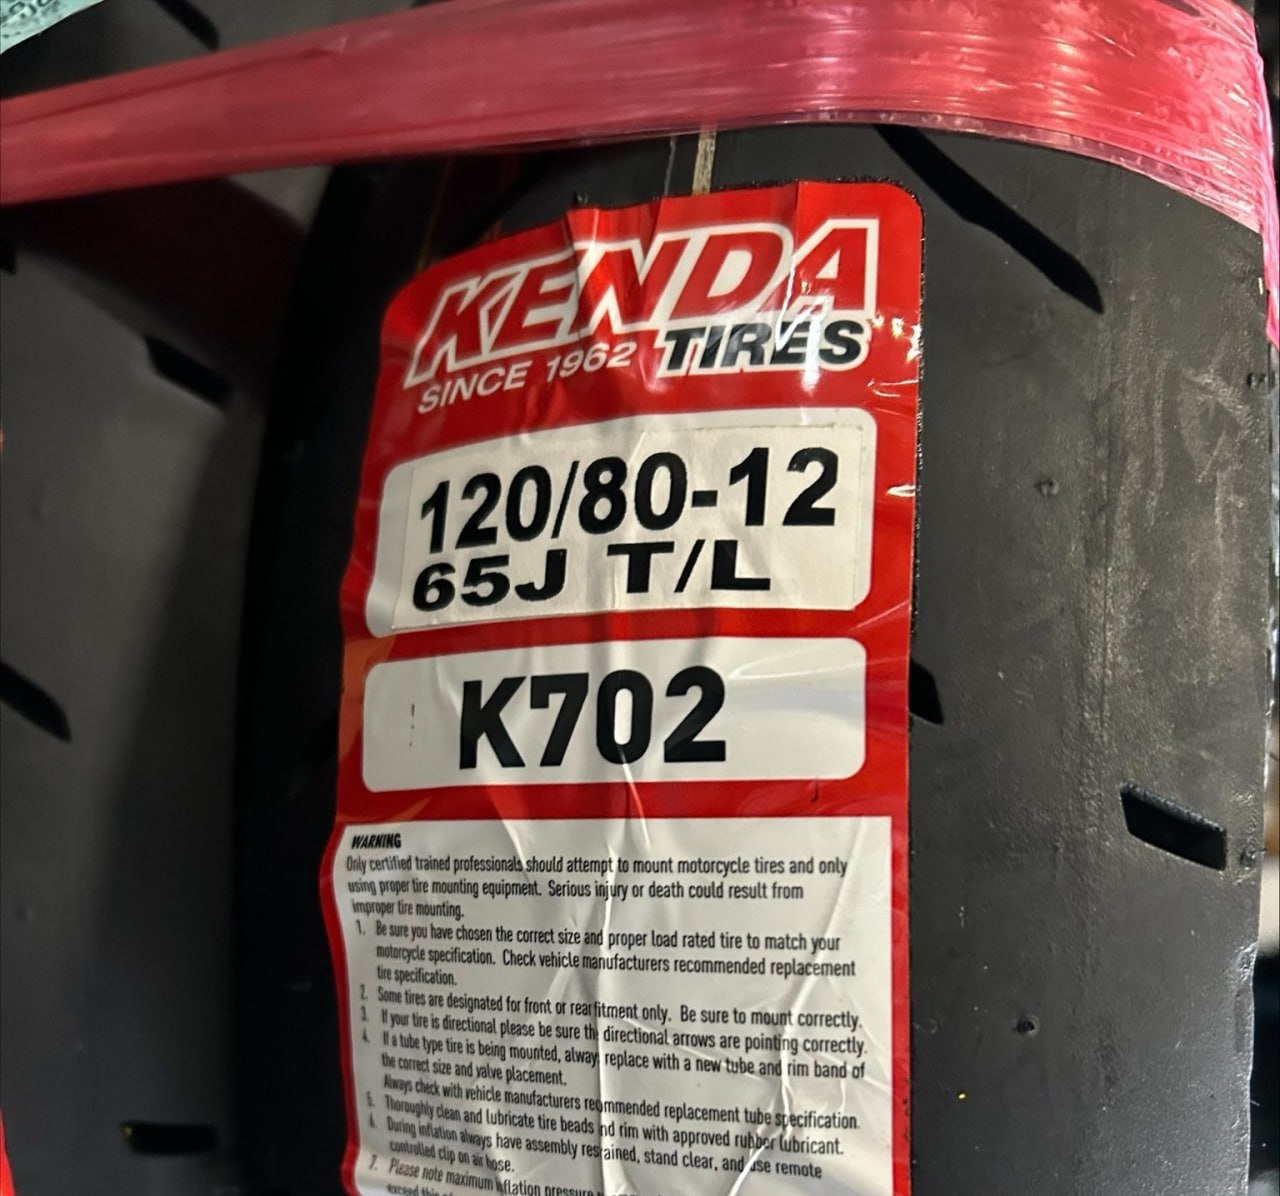 KENDA
SINCE 1962 TIRES
120/80-12
65J T/L
K702
WARNING
Only certified trained professionals should attempt to mount motorcycle tires and only
using proper tire mounting equipment. Serious injury or death could result from
improper tire mounting.
1. Be sure you have chosen the correct size and proper load rated tire to match your
motorcycle specification. Check vehicle manufacturers recommended replacement
tire specification.
2. Some tires are designated for front or rear fitment only. Be sure to mount correctly.
3. If your tire is directional please be sure th directional arrows are pointing correctly.
4. If a tube type tire is being mounted, alway replace with a new tube and rim band of
the correct size and valve placement.
Always check with vehicle manufacturers recommended replacement tube specification.
5. Thoroughly clean and lubricate tire beads nd rim with approved rubber lubricant.
6. During inflation always have assembly restrained, stand clear, and use remote
controlled clip on air hose.
7. Please note maximum inflation pressure
exceed this